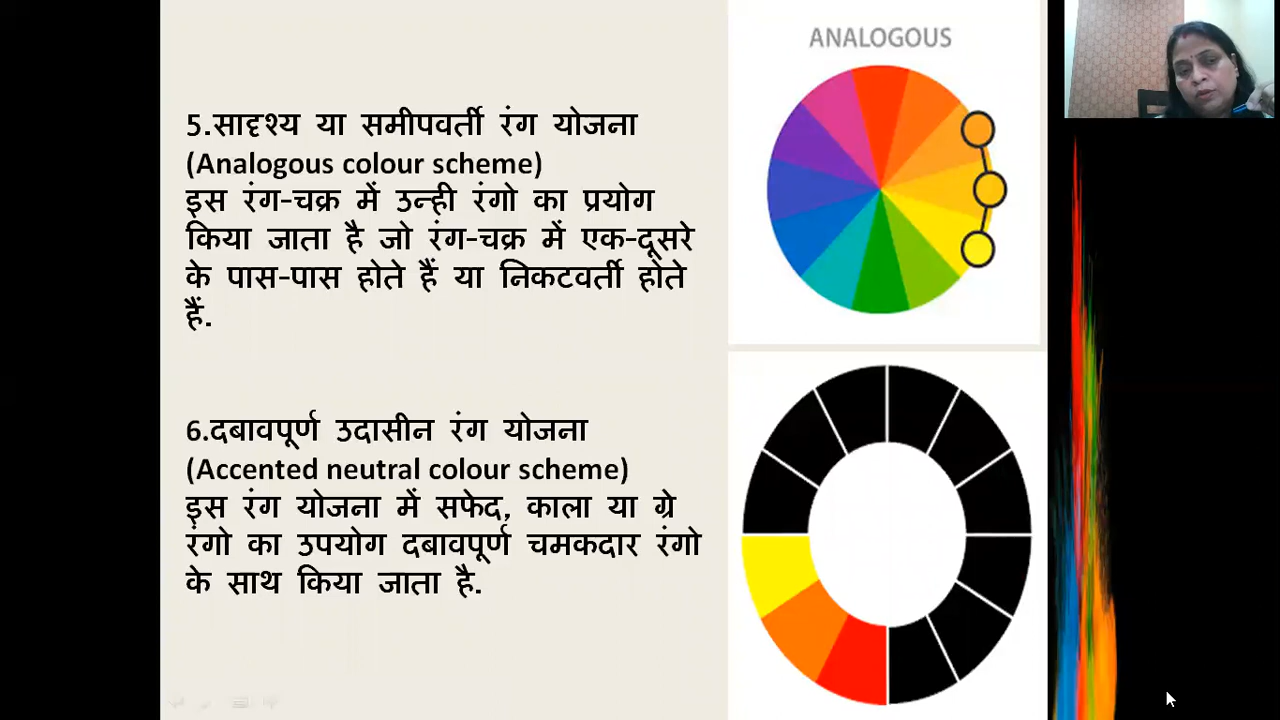 5.सादृश्य या समीपवर्ती रंग योजना
(Analogous colour scheme)
इस रंग-चक्र में उन्ही रंगो का प्रयोग
किया जाता है जो रंग-चक्र में एक-दूसरे
के पास-पास होते हैं या निकटवर्ती होते
हैं.
6.दबावपूर्ण उदासीन रंग योजना
(Accented neutral colour scheme)
इस रंग योजना में सफेद, काला या ग्रे
रंगो का उपयोग दबावपूर्ण चमकदार रंगो
के साथ किया जाता है.
ANALOGOUS